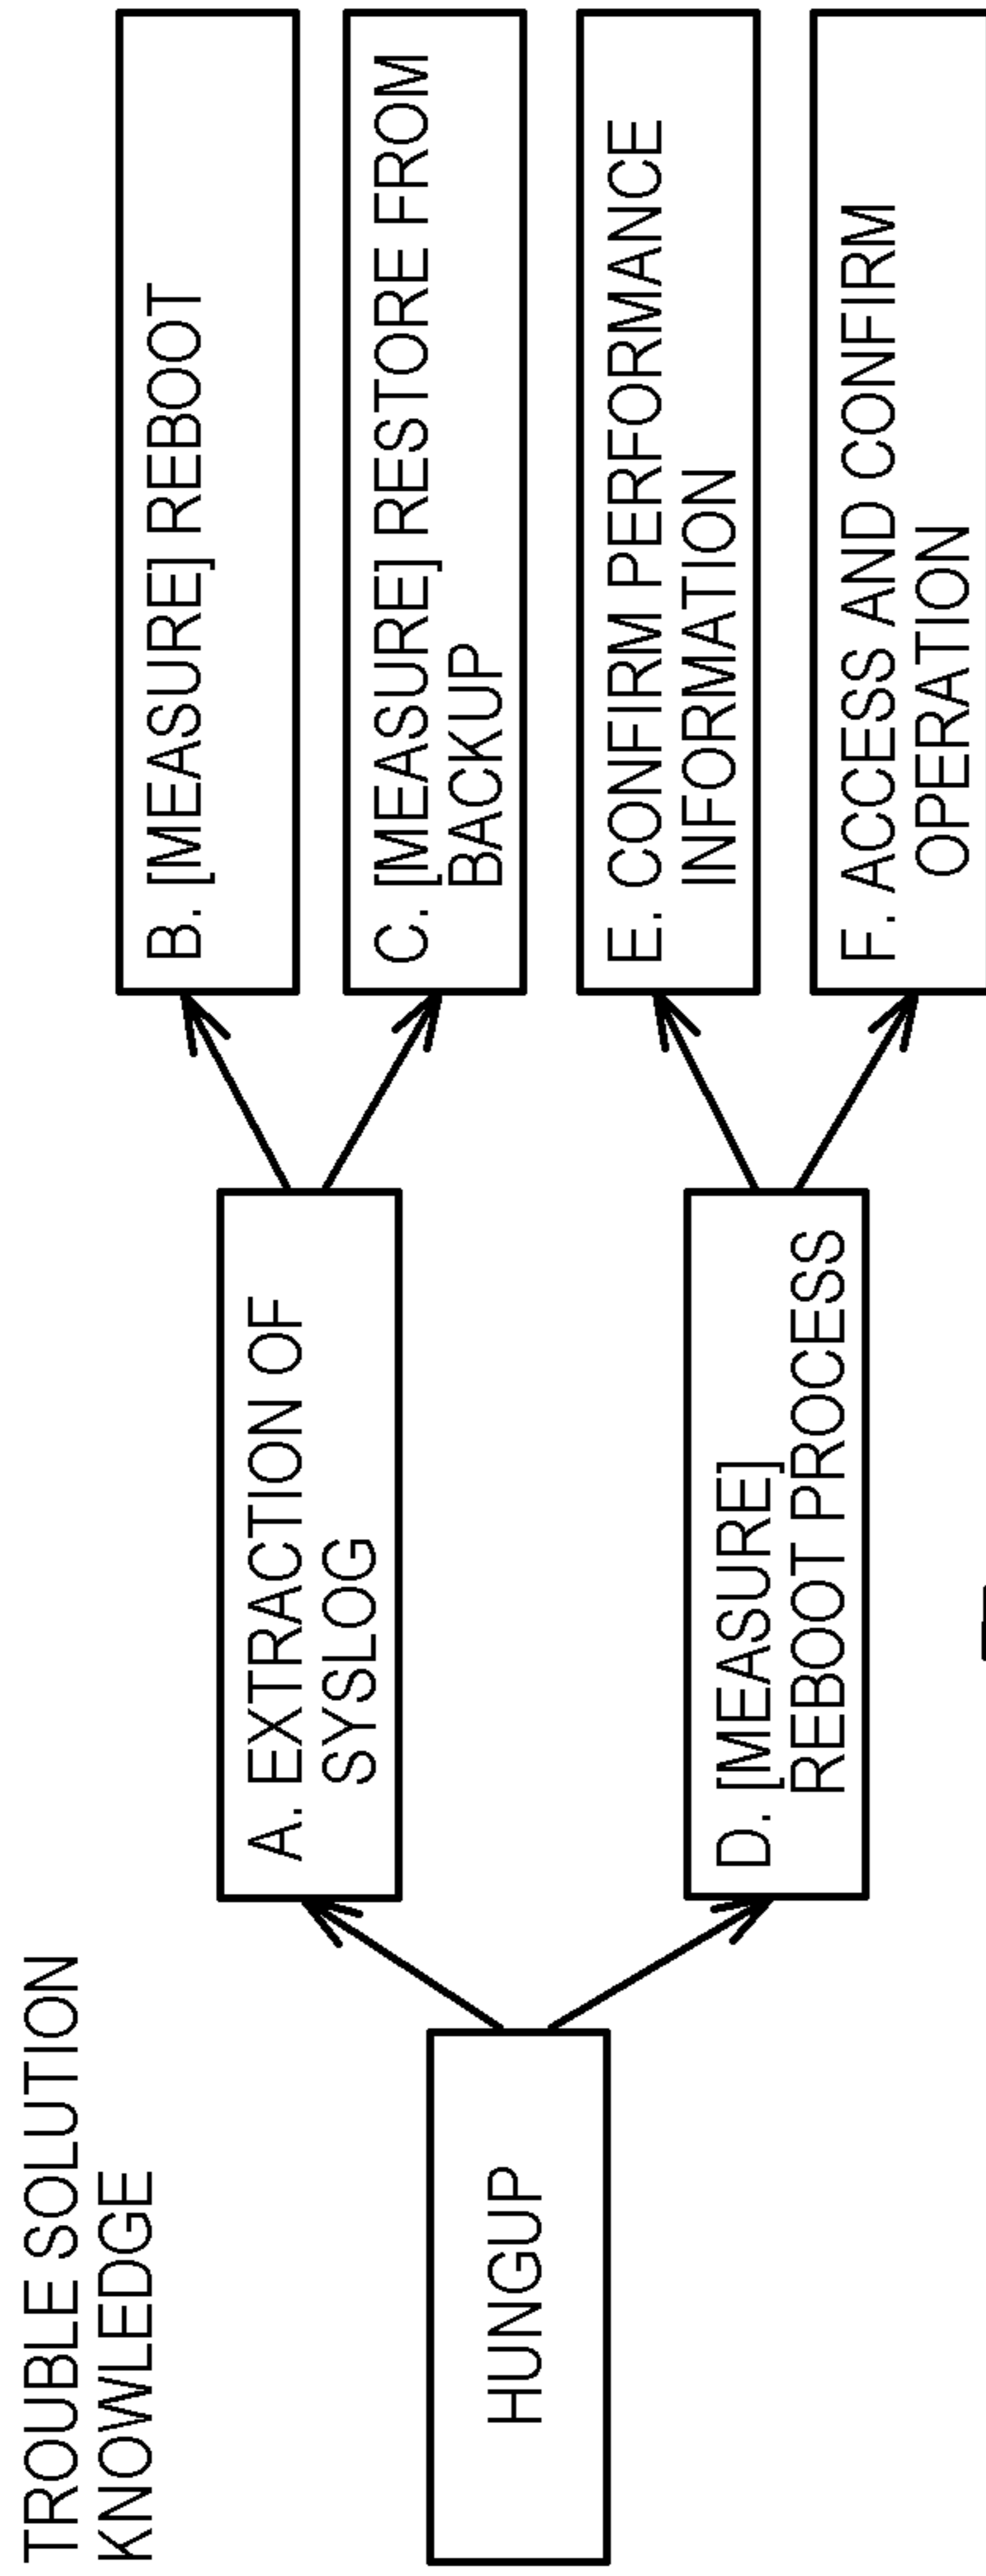 TROUBLE SOLUTION
KNOWLEDGE
HUNGUP
A. EXTRACTION OF
SYSLOG
D. [MEASURE]
REBOOT PROCESS
B. [MEASURE] REBOOT
C. [MEASURE] RESTORE FROM
BACKUP
E. CONFIRM PERFORMANCE
INFORMATION
F. ACCESS AND CONFIRM
OPERATION